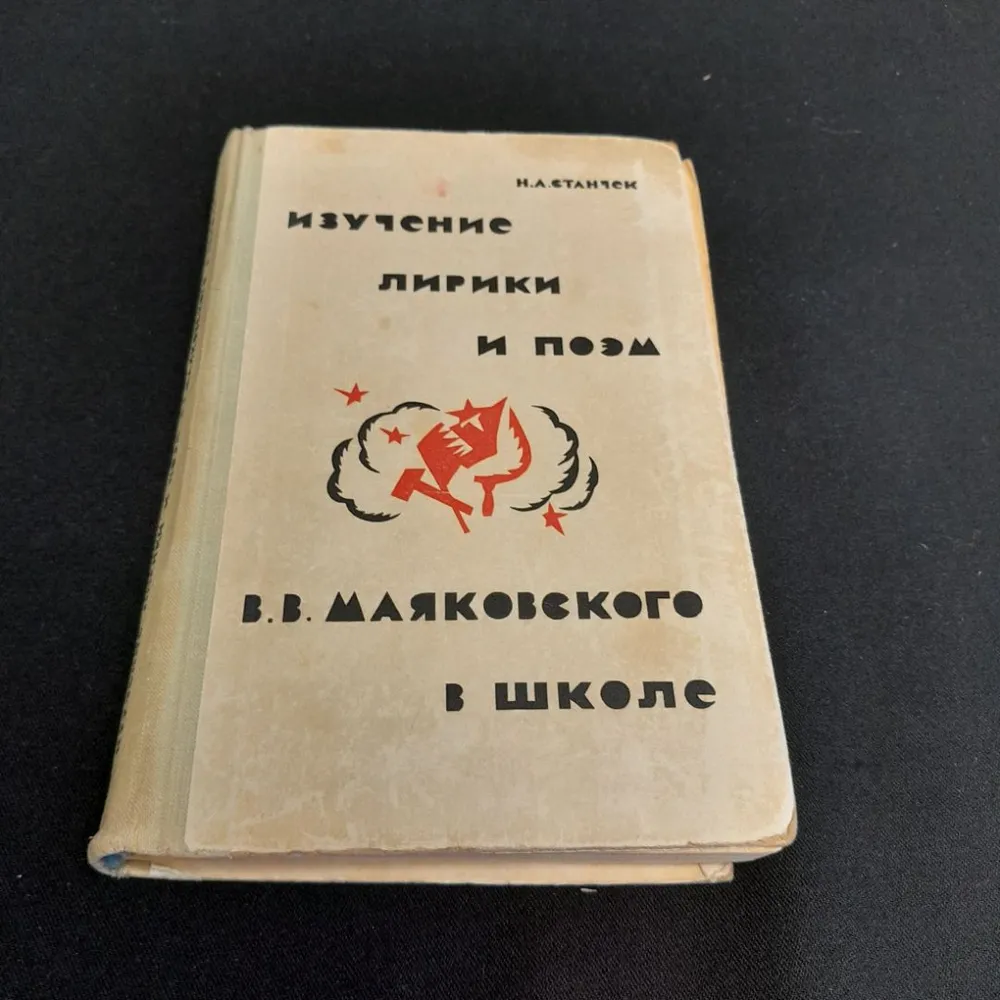 Н.А.СТАНЧЕК
ИЗУЧЕНИЕ
ЛИРИКИ
И ПОЭМ
В.В. МАЯКОВСКОГО
В ШКОЛЕ